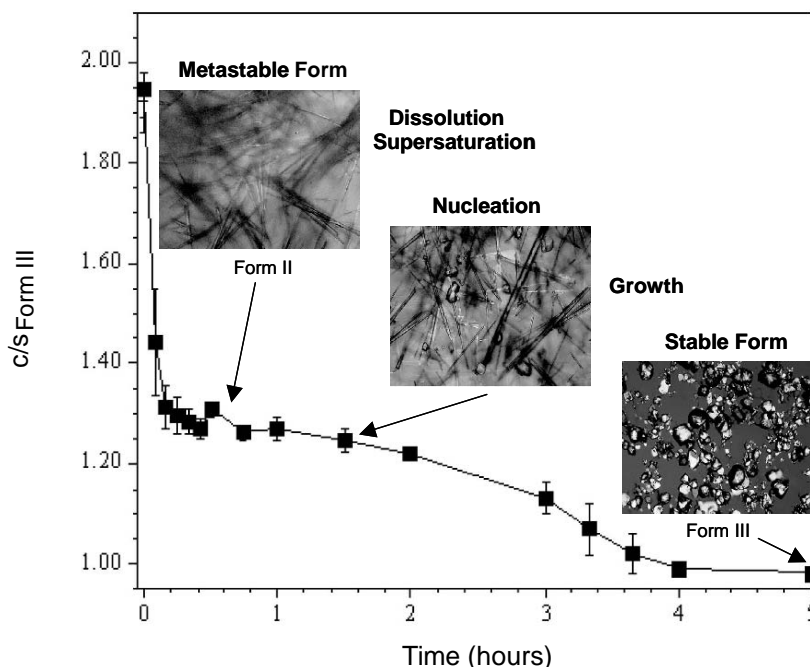 2.00
1.80
1.60
1.40
1.20
1.00
c/sForm III
Metastable Form
Dissolution
Supersaturation
Form II
Nucleation
Growth
Stable Form
Form III
0
1
2
3
4
5
Time (hours)